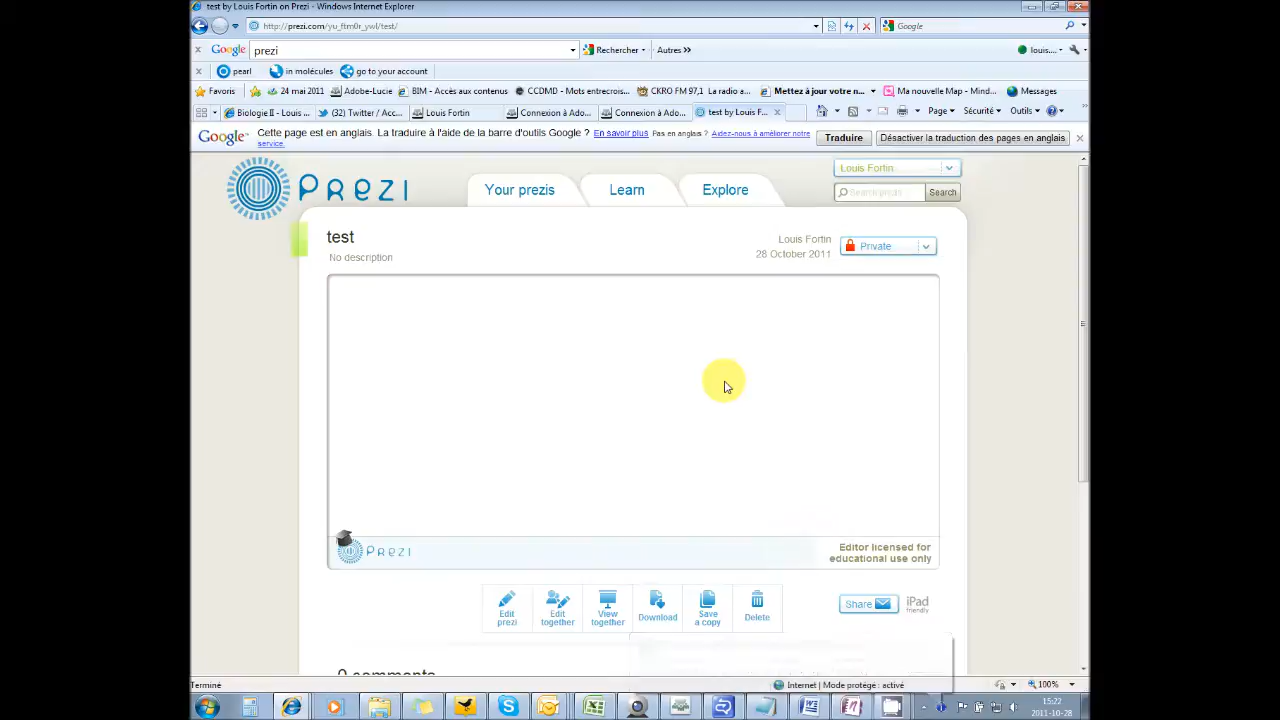 test by Louis Fortin on Prezi - Windows Internet Explorer
http://prezi.com/yu_ftm0r_ywl/test/
Google
Google prezi Rechercher Autres » louis....
pearl in molécules go to your account
Favoris 24 mai 2011 Adobe-Lucie BIM - Accès aux contenus CCDMD - Mots entrecrois... CKRO FM 97,1 La radio a... Mettez à jour votre n... Ma nouvelle Map - Mind... Messages
Biologie II - Louis ... (32) Twitter / Acc... Louis Fortin Connexion à Ado... Connexion à Ado... test by Louis F... Page Sécurité Outils
Google Cette page est en anglais. La traduire à l'aide de la barre d'outils Google ? En savoir plus Pas en anglais ? Aidez-nous à améliorer notre service. Traduire Désactiver la traduction des pages en anglais
PREZI Your prezis Learn Explore Louis Fortin
Search prezis Search
test
No description
Louis Fortin
28 October 2011
Private
PREZI
Editor licensed for
educational use only
Edit prezi
Edit together
View together
Download
Save a copy
Delete
Share
iPad friendly
0 comments
Terminé Internet | Mode protégé : activé 100%
15:22
2011-10-28